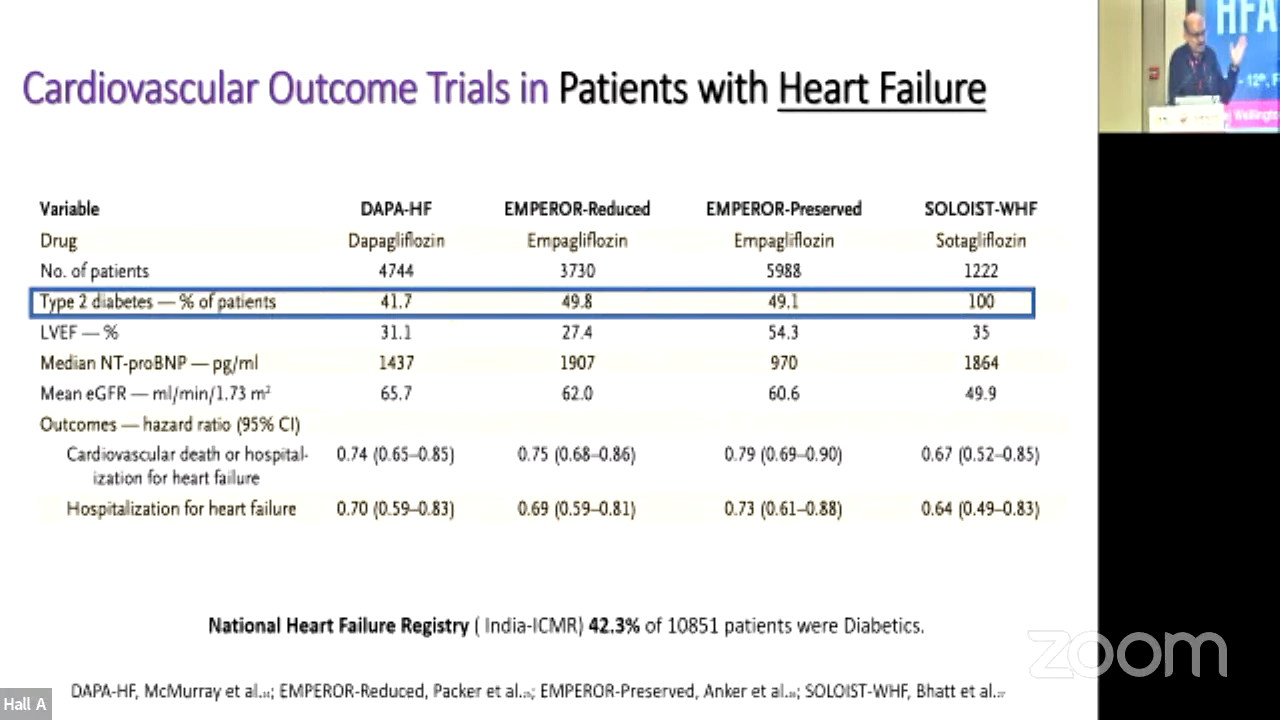 Cardiovascular Outcome Trials in Patients with Heart Failure
Variable DAPA-HF EMPEROR-Reduced EMPEROR-Preserved SOLOIST-WHF
Drug Dapagliflozin Empagliflozin Empagliflozin Sotagliflozin
No. of patients 4744 3730 5988 1222
Type 2 diabetes — % of patients 41.7 49.8 49.1 100
LVEF — % 31.1 27.4 54.3 35
Median NT-proBNP — pg/ml 1437 1907 970 1864
Mean eGFR — ml/min/1.73 m² 65.7 62.0 60.6 49.9
Outcomes — hazard ratio (95% CI)
Cardiovascular death or hospital- 0.74 (0.65–0.85) 0.75 (0.68–0.86) 0.79 (0.69–0.90) 0.67 (0.52–0.85)
ization for heart failure
Hospitalization for heart failure 0.70 (0.59–0.83) 0.69 (0.59–0.81) 0.73 (0.61–0.88) 0.64 (0.49–0.83)
National Heart Failure Registry ( India-ICMR) 42.3% of 10851 patients were Diabetics.
DAPA-HF, McMurray et al.; EMPEROR-Reduced, Packer et al.; EMPEROR-Preserved, Anker et al.; SOLOIST-WHF, Bhatt et al.
Hall A
zoom
HFA